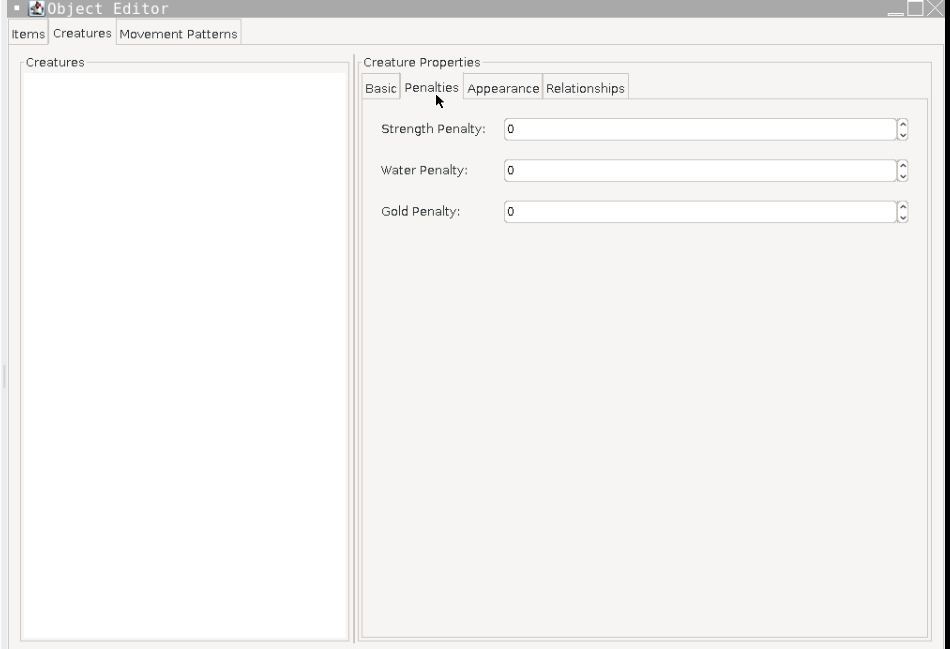 Object Editor
Items Creatures Movement Patterns
Creatures
Creature Properties
Basic Penalties Appearance Relationships
Strength Penalty: 0
Water Penalty: 0
Gold Penalty: 0